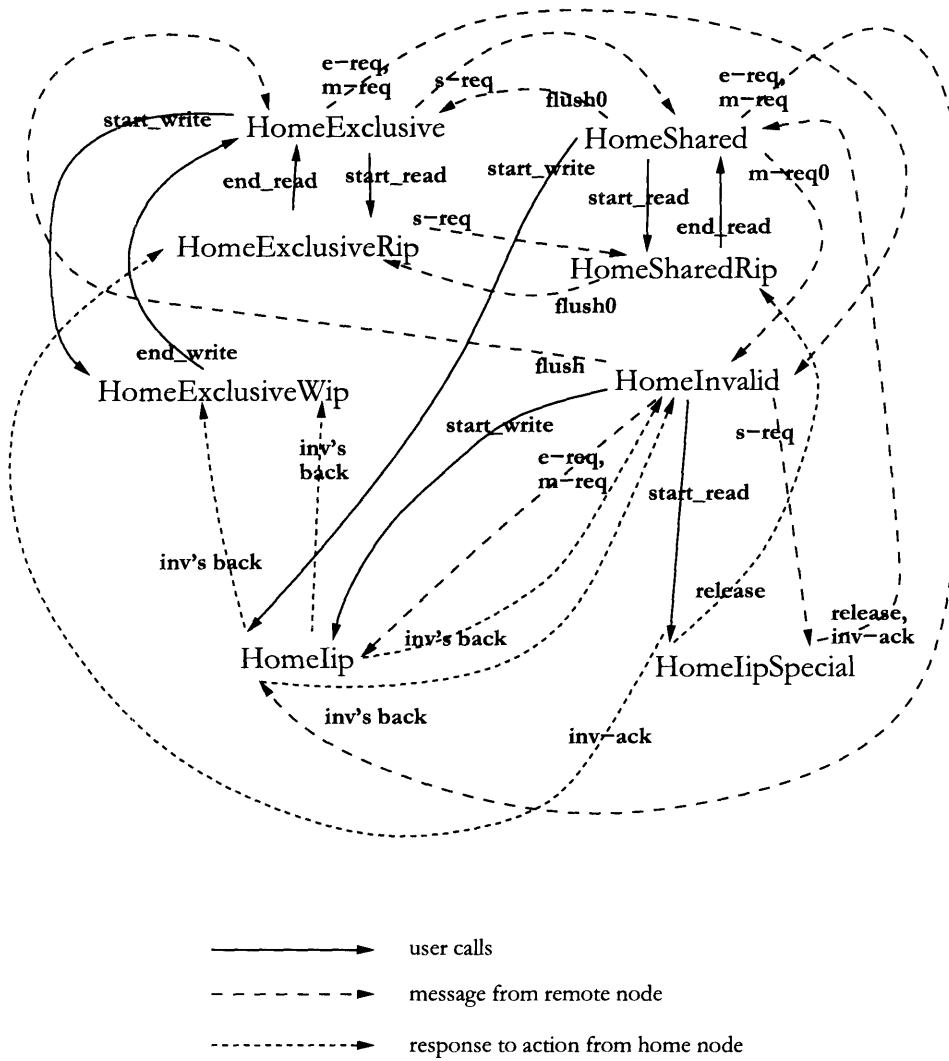 e-req,
m-req
s-req
flush0
e-req,
m-req
start_write
HomeExclusive
HomeShared
end_read
start_read
start_write
start_read
m-req0
s-req
end_read
HomeExclusiveRip
HomeSharedRip
flush0
end_write
flush
HomeInvalid
HomeExclusiveWip
start_write
s-req
inv's
back
e-req,
m-req
start_read
inv's back
release
release,
inv-ack
inv's back
HomeIip
HomeIipSpecial
inv's back
inv-ack
user calls
message from remote node
response to action from home node